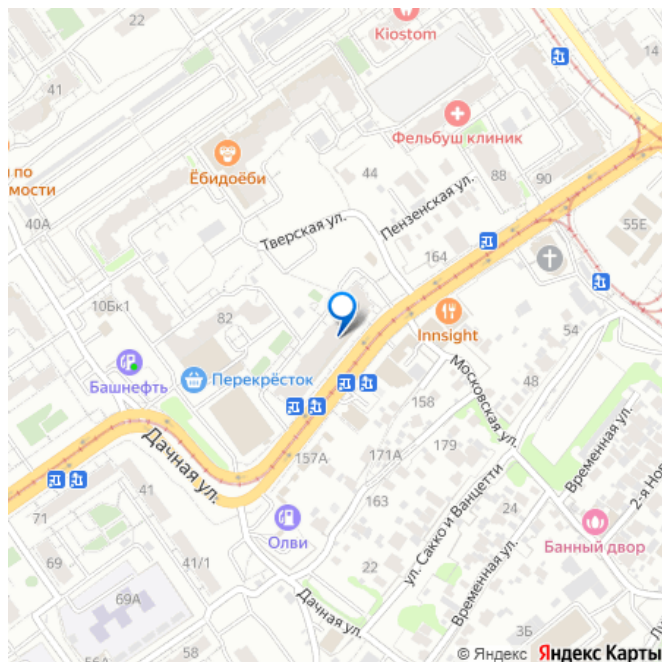 22
Kiostom
41
Фельбуш клиник
Ёбидоёби
по
мости
44
88
90
40А
Пензенская ул.
Тверская ул.
55Е
164
10Бк1
82
Innsight
54
Башнефть
Перекрёсток
48
158
Московская ул.
Дачная ул.
157А
171А
179
Временная ул.
41
163
ул. Сакко и Ванцетти
24
71
Олви
2-я Но
69
41/1
Банный двор
22
Временная ул.
69А
Дачная ул.
3Б
58
56А
© Яндекс Яндекс Карты